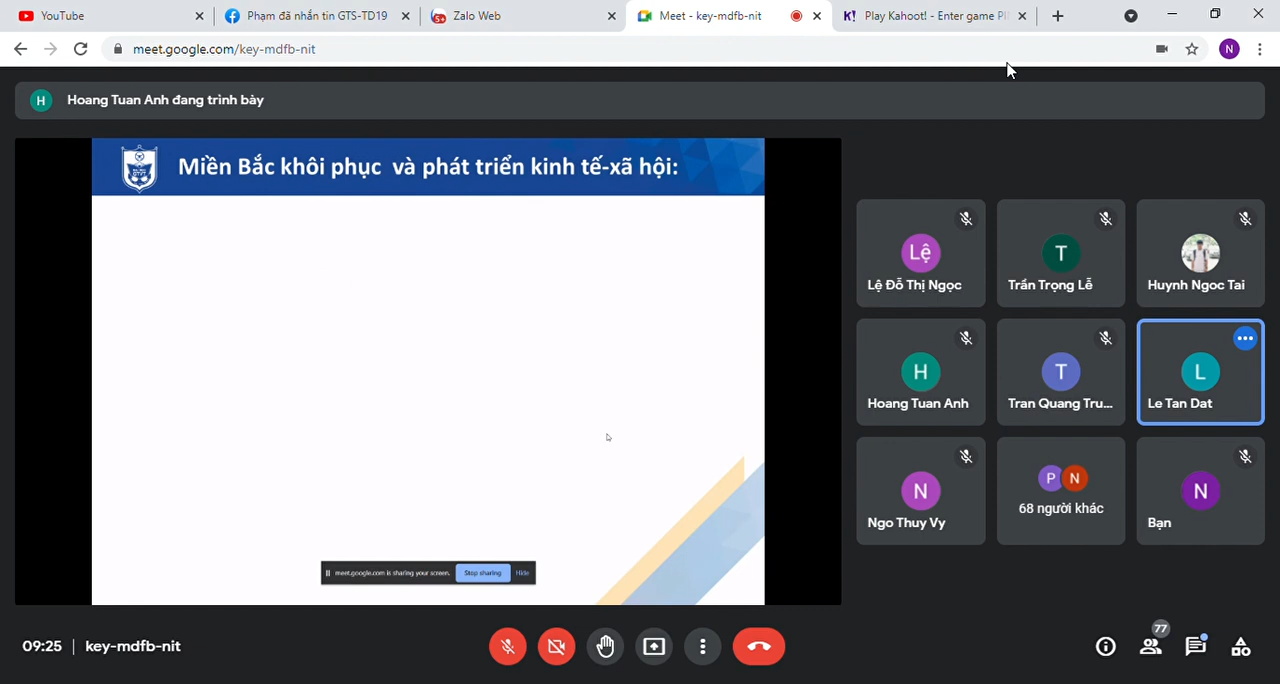 YouTube
Phạm đã nhắn tin GTS-TD19
Zalo Web
Meet - key-mdfb-nit
K! Play Kahoot! - Enter game PI
meet.google.com/key-mdfb-nit
N
H Hoang Tuan Anh đang trình bày
Miền Bắc khôi phục và phát triển kinh tế-xã hội:
meet.google.com is sharing your screen. Stop sharing Hide
Lệ
Lệ Đỗ Thị Ngọc
T
Trần Trọng Lễ
Huynh Ngoc Tai
H
Hoang Tuan Anh
T
Tran Quang Tru...
L
Le Tan Dat
N
Ngo Thuy Vy
P N
68 người khác
N
Bạn
09:25 | key-mdfb-nit
77